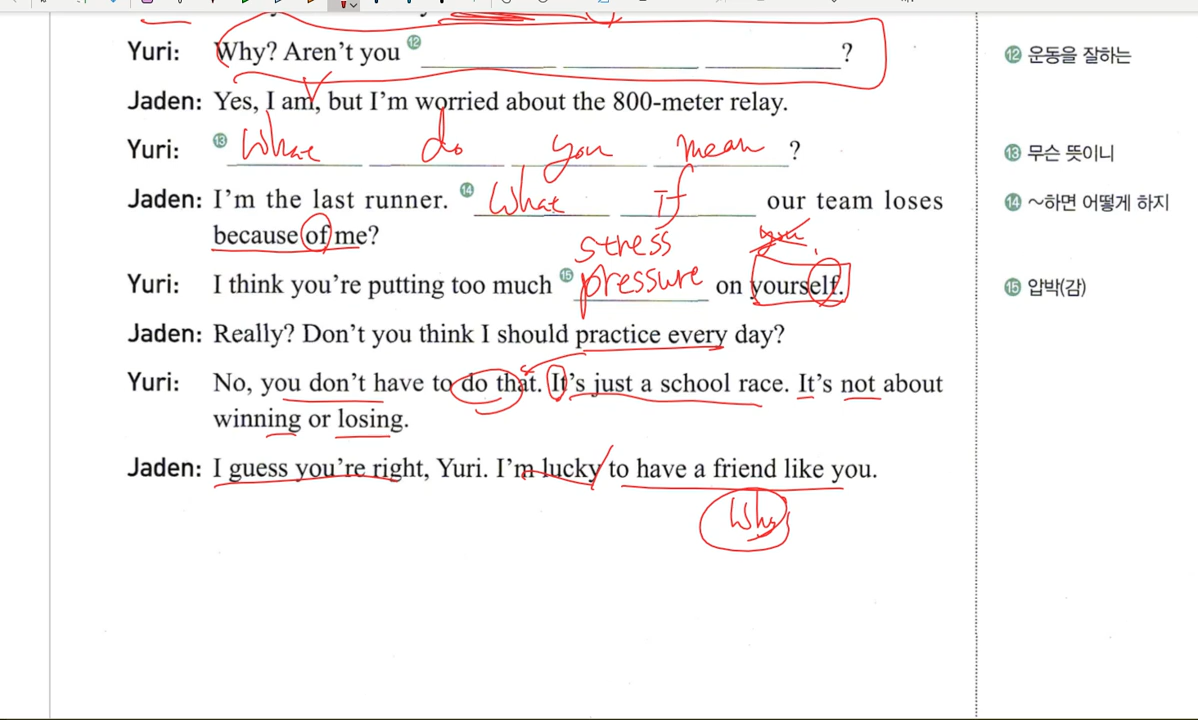 Yuri: Why? Aren't you ⑫ ______ ______ ______? ⑫ 운동을 잘하는
Jaden: Yes, I am, but I'm worried about the 800-meter relay.
Yuri: ⑬ What do you mean ? ⑬ 무슨 뜻이니
Jaden: I'm the last runner. ⑭ What If our team loses ⑭ ~하면 어떻게 하지
because of me?
stress you
Yuri: I think you're putting too much ⑮ pressure on yourself. ⑮ 압박(감)
Jaden: Really? Don't you think I should practice every day?
Yuri: No, you don't have to do that. It's just a school race. It's not about
winning or losing.
Jaden: I guess you're right, Yuri. I'm lucky to have a friend like you.
Why